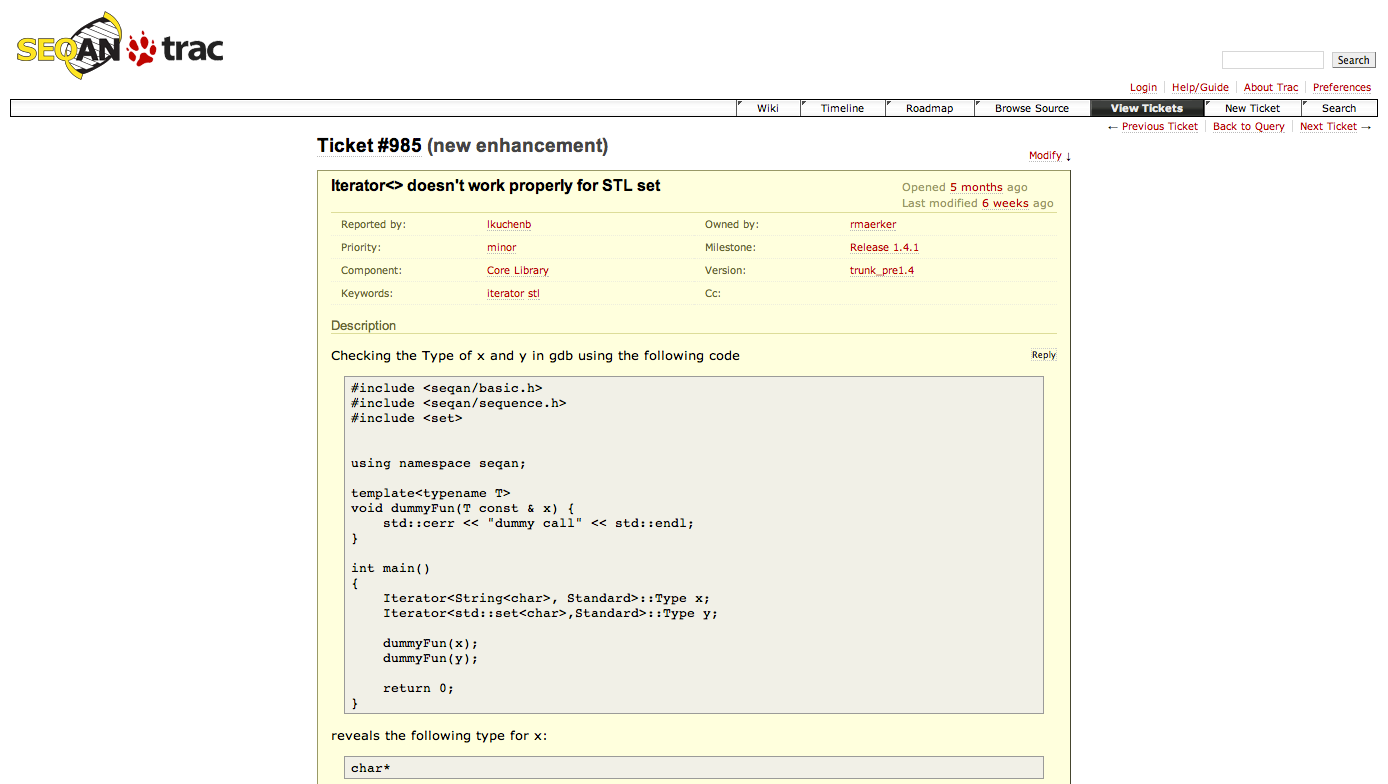 SEQAN trac
Search
Login Help/Guide About Trac Preferences
Wiki Timeline Roadmap Browse Source View Tickets New Ticket Search
← Previous Ticket Back to Query Next Ticket →
Ticket #985 (new enhancement)
Modify ↓
Iterator<> doesn't work properly for STL set
Opened 5 months ago
Last modified 6 weeks ago
Reported by: lkuchenb Owned by: rmaerker
Priority: minor Milestone: Release 1.4.1
Component: Core Library Version: trunk_pre1.4
Keywords: iterator stl Cc:
Description
Checking the Type of x and y in gdb using the following code Reply
#include <seqan/basic.h>
#include <seqan/sequence.h>
#include <set>
using namespace seqan;
template<typename T>
void dummyFun(T const & x) {
    std::cerr << "dummy call" << std::endl;
}
int main()
{
    Iterator<String<char>, Standard>::Type x;
    Iterator<std::set<char>,Standard>::Type y;
    dummyFun(x);
    dummyFun(y);
    return 0;
}
reveals the following type for x:
char*